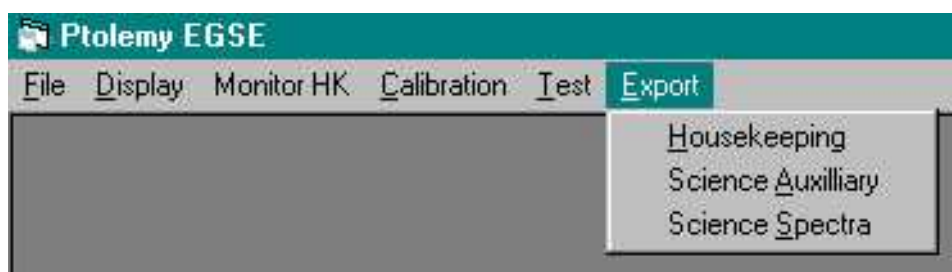 Ptolemy EGSE
File Display Monitor HK Calibration Test Export
Housekeeping
Science Auxilliary
Science Spectra